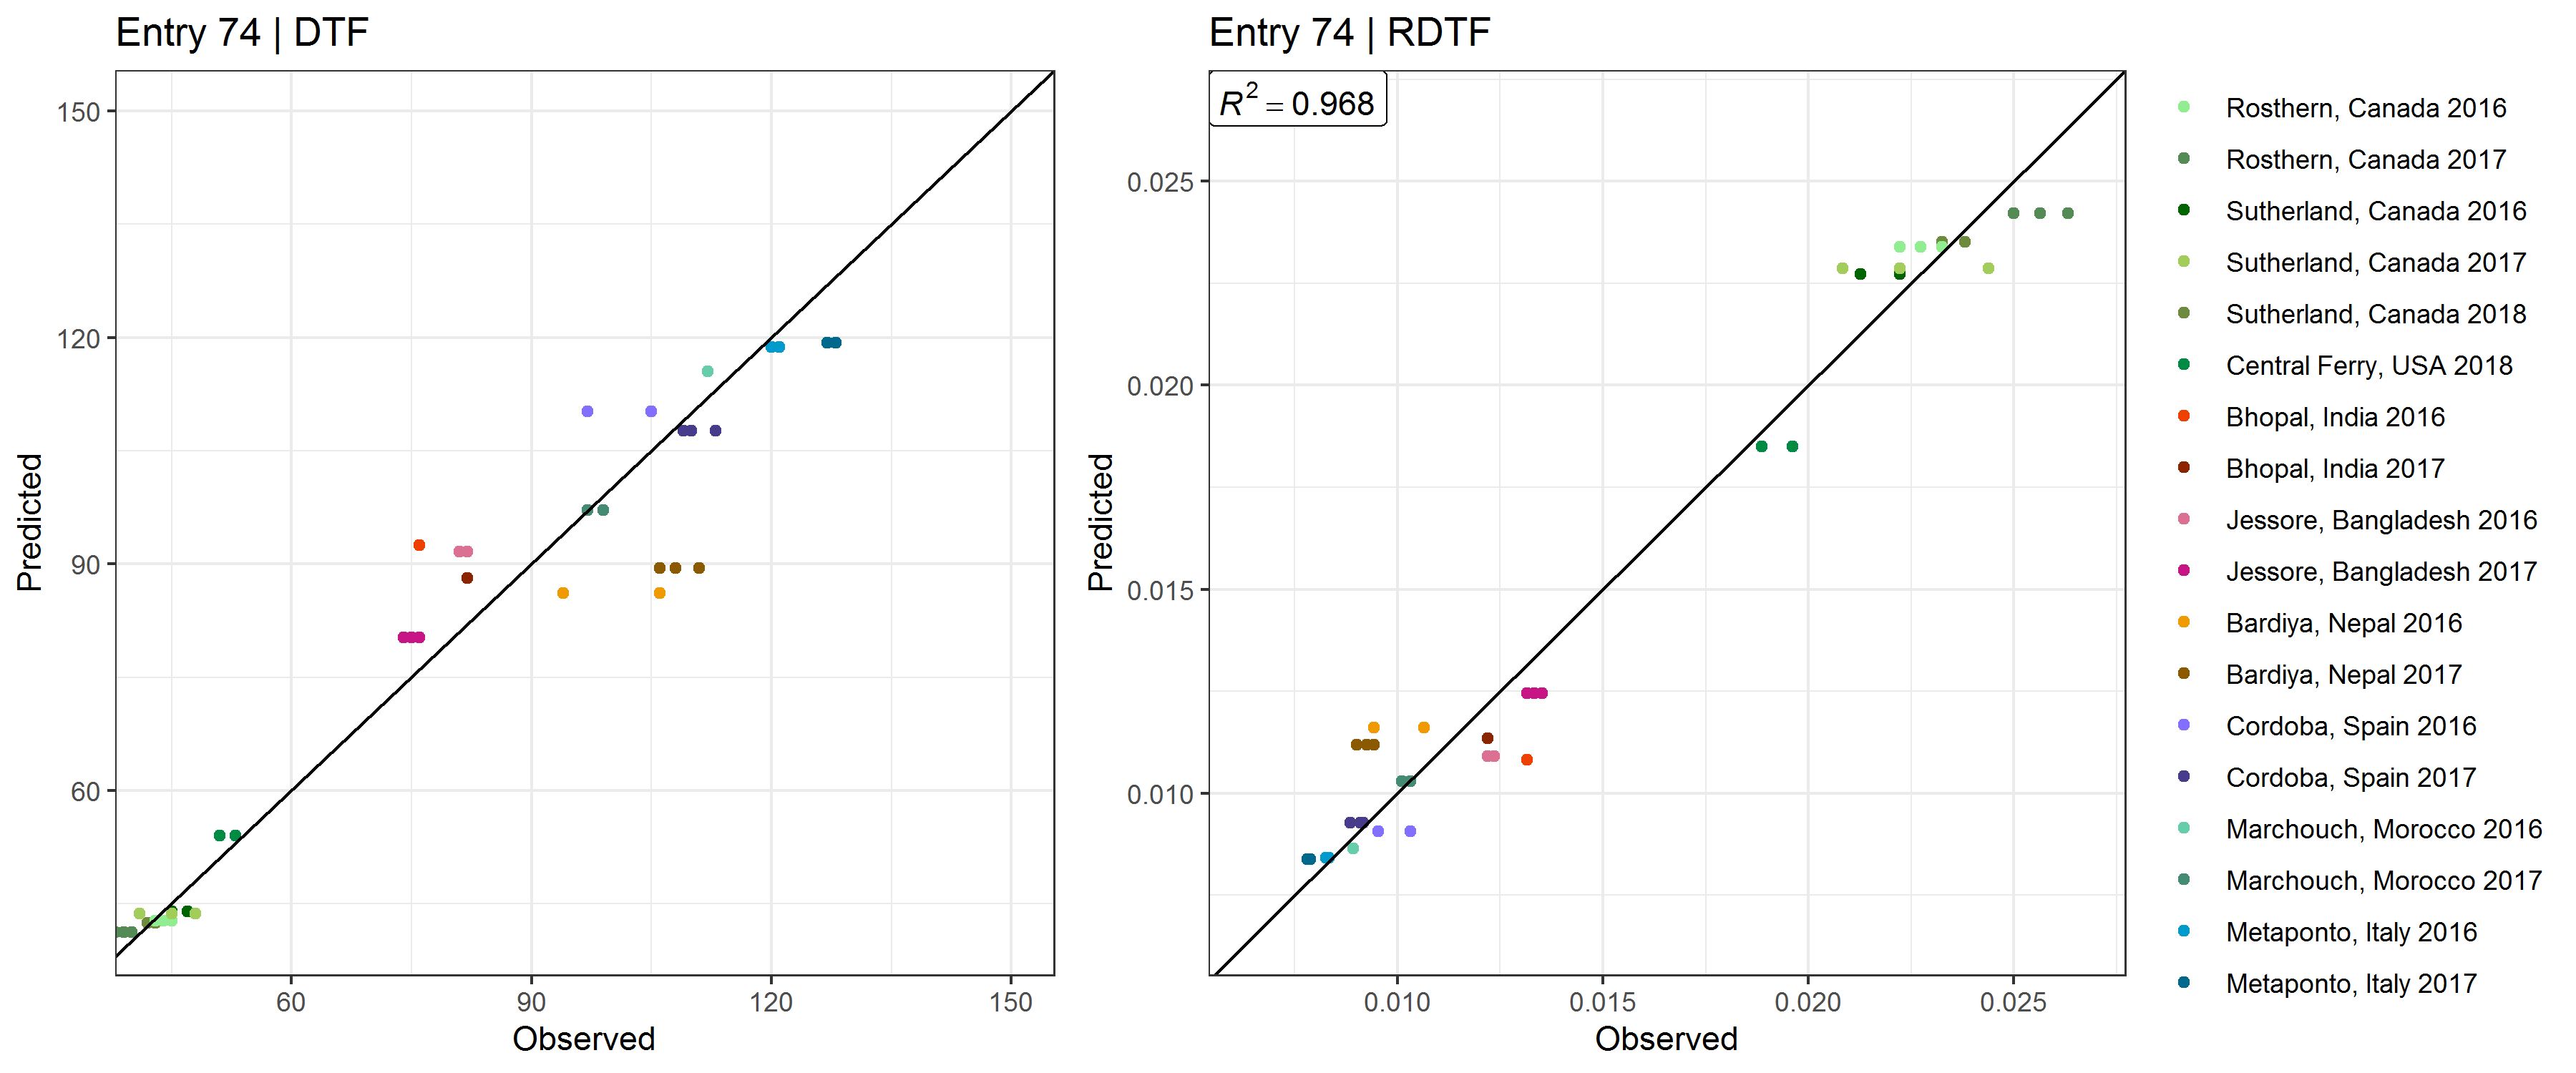 Entry 74 | DTF
150
120
90
60
Predicted
60
90
120
150
Observed
Entry 74 | RDTF
R² = 0.968
0.025
0.020
0.015
0.010
Predicted
0.010
0.015
0.020
0.025
Observed
Rosthern, Canada 2016
Rosthern, Canada 2017
Sutherland, Canada 2016
Sutherland, Canada 2017
Sutherland, Canada 2018
Central Ferry, USA 2018
Bhopal, India 2016
Bhopal, India 2017
Jessore, Bangladesh 2016
Jessore, Bangladesh 2017
Bardiya, Nepal 2016
Bardiya, Nepal 2017
Cordoba, Spain 2016
Cordoba, Spain 2017
Marchouch, Morocco 2016
Marchouch, Morocco 2017
Metaponto, Italy 2016
Metaponto, Italy 2017